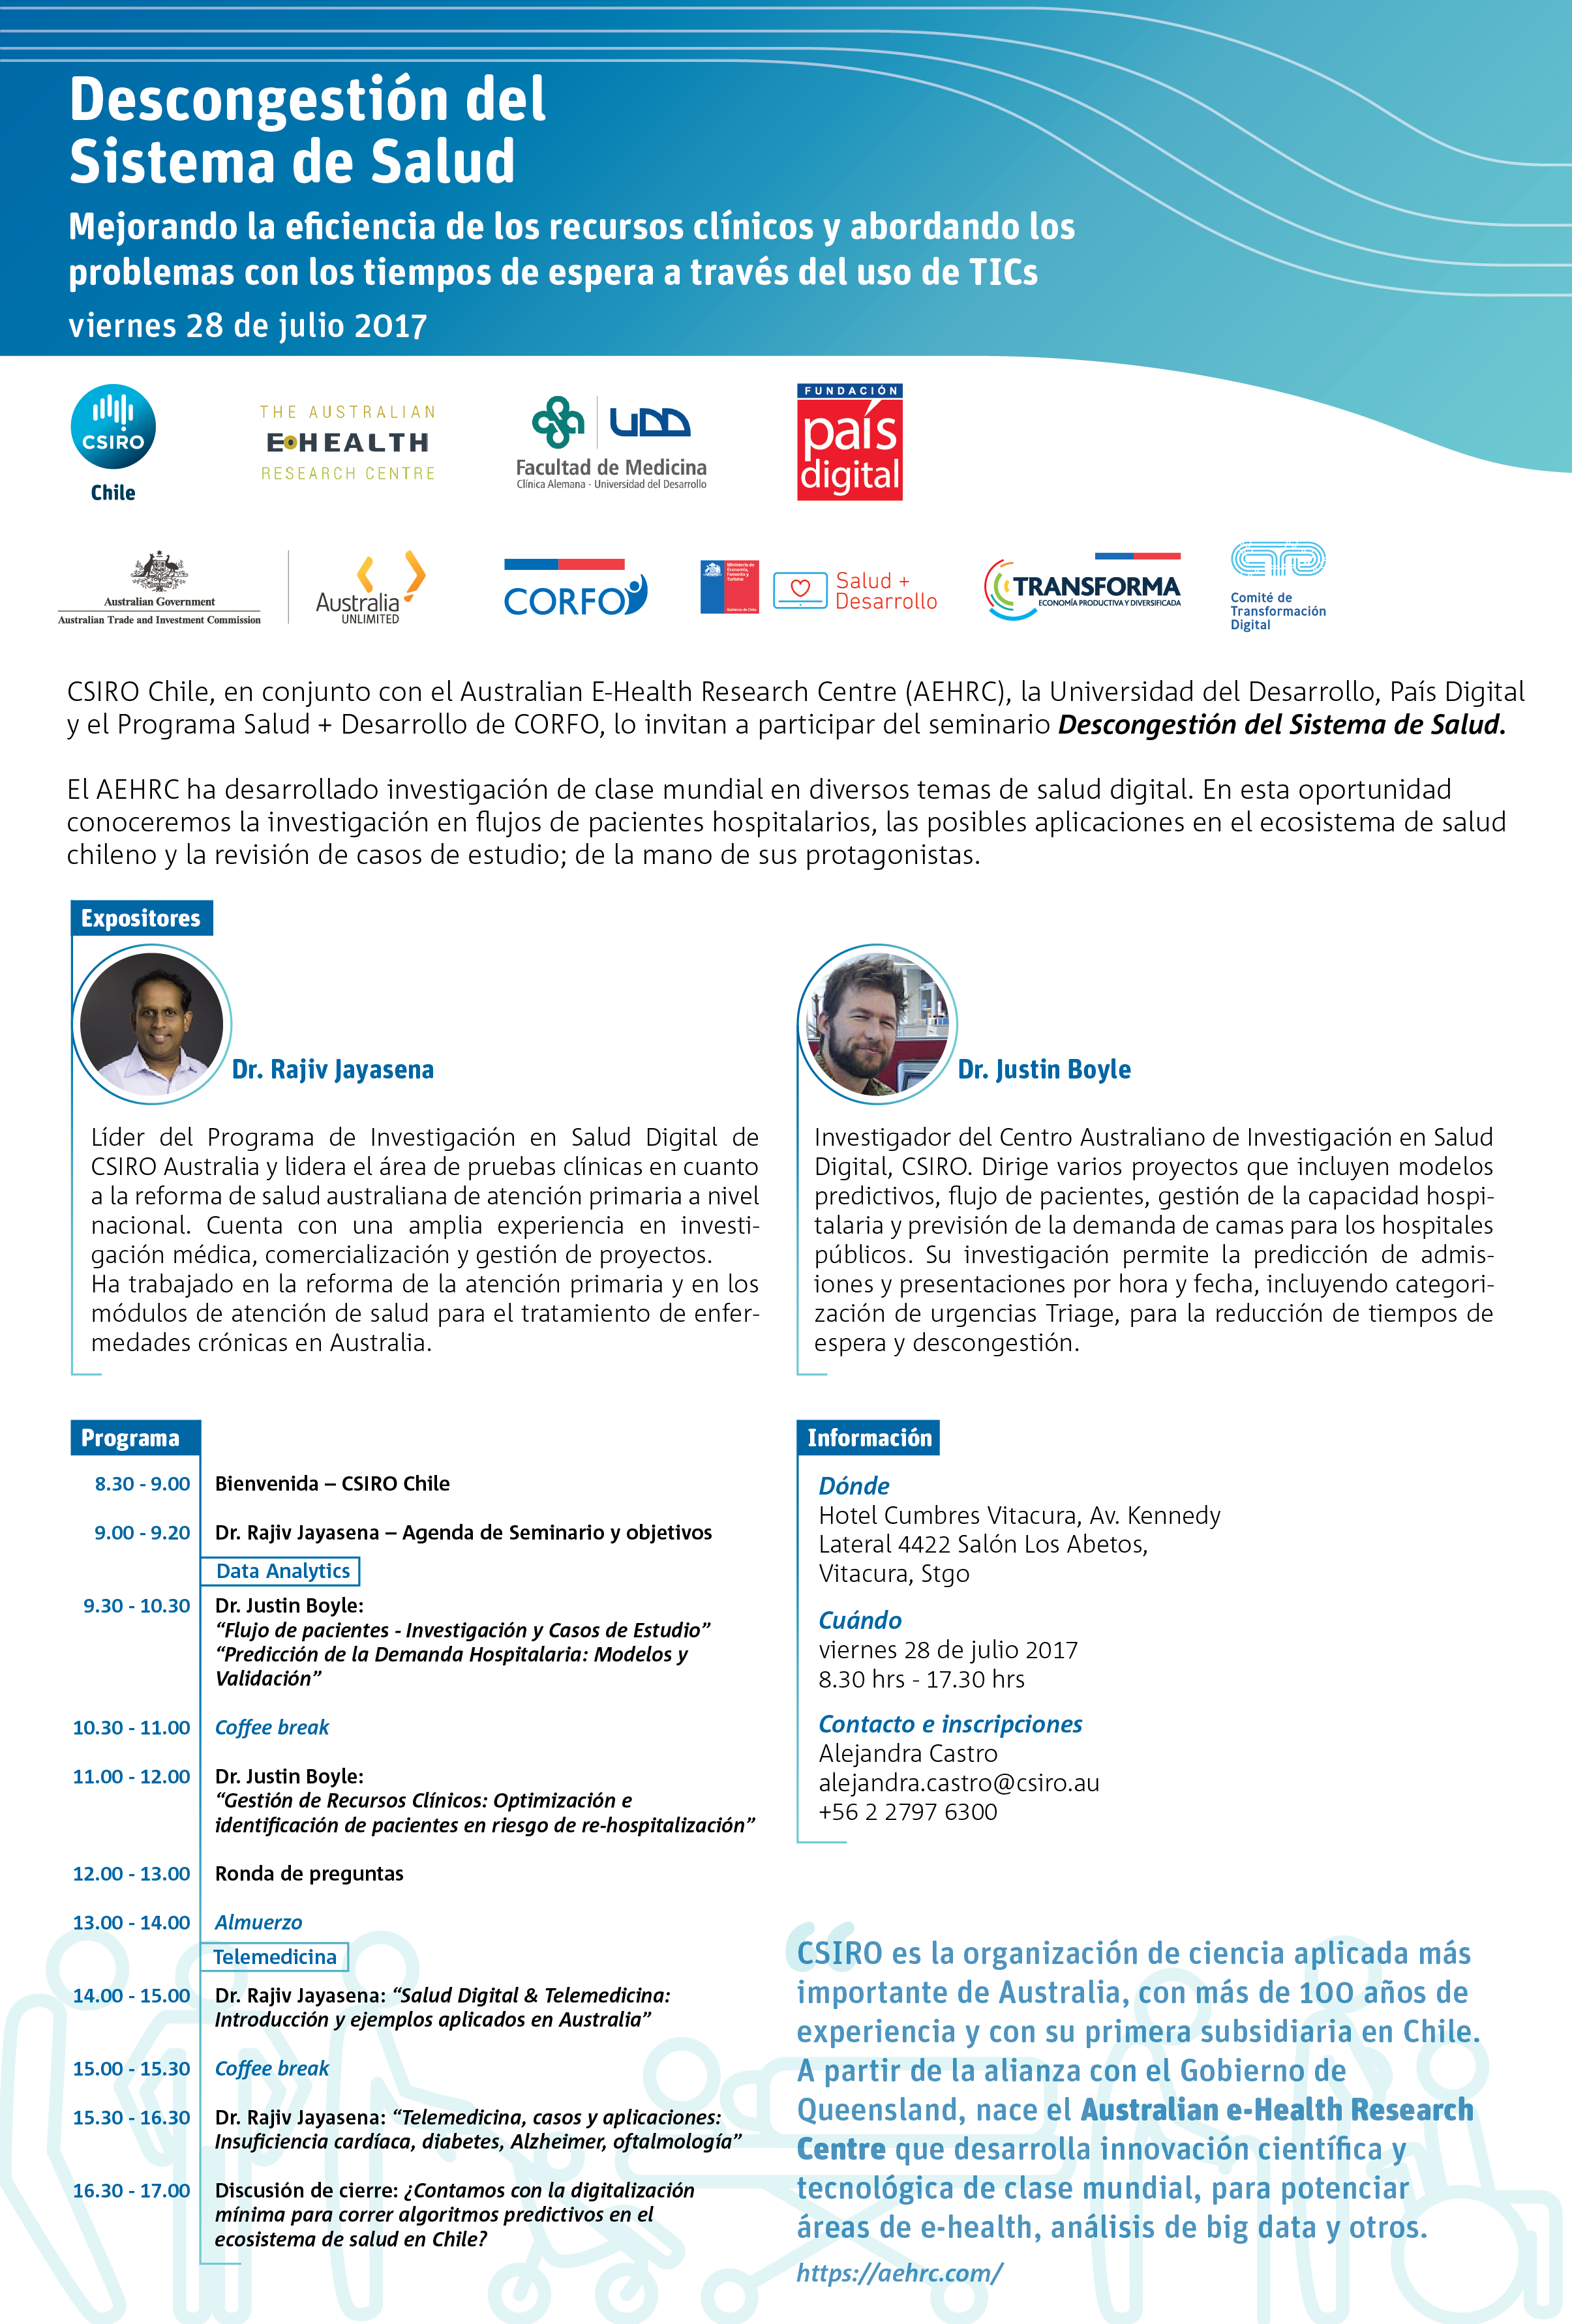 Descongestión del
Sistema de Salud
Mejorando la eficiencia de los recursos clínicos y abordando los
problemas con los tiempos de espera a través del uso de TICs
viernes 28 de julio 2017
CSIRO
Chile
THE AUSTRALIAN
E-HEALTH
RESEARCH CENTRE
UDD
Facultad de Medicina
Clínica Alemana - Universidad del Desarrollo
FUNDACIÓN
país
digital
Australian Government
Australian Trade and Investment Commission
Australia
UNLIMITED
CORFO
Ministerio de
Economía,
Fomento y
Turismo
Gobierno de Chile
Salud +
Desarrollo
TRANSFORMA
ECONOMÍA PRODUCTIVA Y DIVERSIFICADA
Comité de
Transformación
Digital
CSIRO Chile, en conjunto con el Australian E-Health Research Centre (AEHRC), la Universidad del Desarrollo, País Digital
y el Programa Salud + Desarrollo de CORFO, lo invitan a participar del seminario Descongestión del Sistema de Salud.
El AEHRC ha desarrollado investigación de clase mundial en diversos temas de salud digital. En esta oportunidad
conoceremos la investigación en flujos de pacientes hospitalarios, las posibles aplicaciones en el ecosistema de salud
chileno y la revisión de casos de estudio; de la mano de sus protagonistas.
Expositores
Dr. Rajiv Jayasena
Líder del Programa de Investigación en Salud Digital de
CSIRO Australia y lidera el área de pruebas clínicas en cuanto
a la reforma de salud australiana de atención primaria a nivel
nacional. Cuenta con una amplia experiencia en investi-
gación médica, comercialización y gestión de proyectos.
Ha trabajado en la reforma de la atención primaria y en los
módulos de atención de salud para el tratamiento de enfer-
medades crónicas en Australia.
Dr. Justin Boyle
Investigador del Centro Australiano de Investigación en Salud
Digital, CSIRO. Dirige varios proyectos que incluyen modelos
predictivos, flujo de pacientes, gestión de la capacidad hospi-
talaria y previsión de la demanda de camas para los hospitales
públicos. Su investigación permite la predicción de admis-
iones y presentaciones por hora y fecha, incluyendo categori-
zación de urgencias Triage, para la reducción de tiempos de
espera y descongestión.
Programa
8.30 - 9.00 Bienvenida – CSIRO Chile
9.00 - 9.20 Dr. Rajiv Jayasena – Agenda de Seminario y objetivos
Data Analytics
9.30 - 10.30 Dr. Justin Boyle:
“Flujo de pacientes - Investigación y Casos de Estudio”
“Predicción de la Demanda Hospitalaria: Modelos y
Validación”
10.30 - 11.00 Coffee break
11.00 - 12.00 Dr. Justin Boyle:
“Gestión de Recursos Clínicos: Optimización e
identificación de pacientes en riesgo de re-hospitalización”
12.00 - 13.00 Ronda de preguntas
13.00 - 14.00 Almuerzo
Telemedicina
14.00 - 15.00 Dr. Rajiv Jayasena: “Salud Digital & Telemedicina:
Introducción y ejemplos aplicados en Australia”
15.00 - 15.30 Coffee break
15.30 - 16.30 Dr. Rajiv Jayasena: “Telemedicina, casos y aplicaciones:
Insuficiencia cardíaca, diabetes, Alzheimer, oftalmología”
16.30 - 17.00 Discusión de cierre: ¿Contamos con la digitalización
mínima para correr algoritmos predictivos en el
ecosistema de salud en Chile?
Información
Dónde
Hotel Cumbres Vitacura, Av. Kennedy
Lateral 4422 Salón Los Abetos,
Vitacura, Stgo
Cuándo
viernes 28 de julio 2017
8.30 hrs - 17.30 hrs
Contacto e inscripciones
Alejandra Castro
alejandra.castro@csiro.au
+56 2 2797 6300
“
CSIRO es la organización de ciencia aplicada más
importante de Australia, con más de 100 años de
experiencia y con su primera subsidiaria en Chile.
A partir de la alianza con el Gobierno de
Queensland, nace el Australian e-Health Research
Centre que desarrolla innovación científica y
tecnológica de clase mundial, para potenciar
áreas de e-health, análisis de big data y otros.
https://aehrc.com/